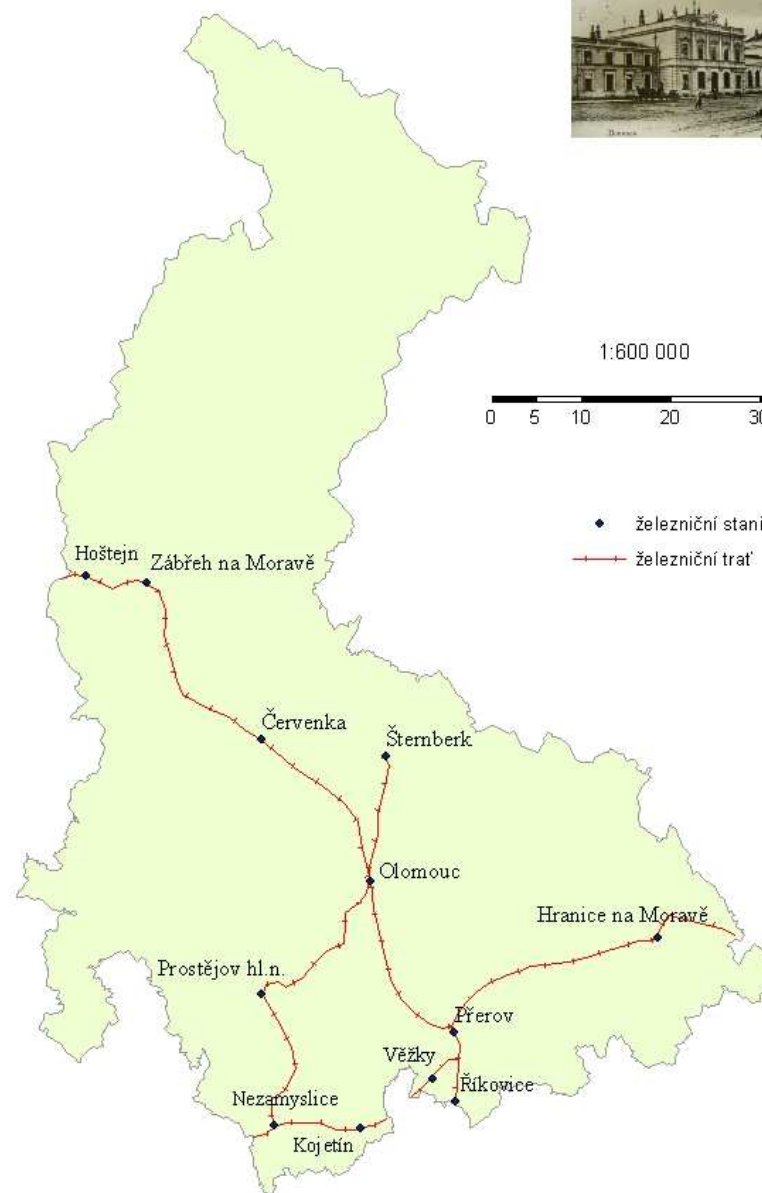 1:600 000
0 5 10 20
železniční
železniční trať
Hoštejn
Zábřeh na Moravě
Červenka
Šternberk
Olomouc
Hranice na Moravě
Prostějov hl.n.
Přerov
Věžky
Říkovice
Nezamyslice
Kojetín